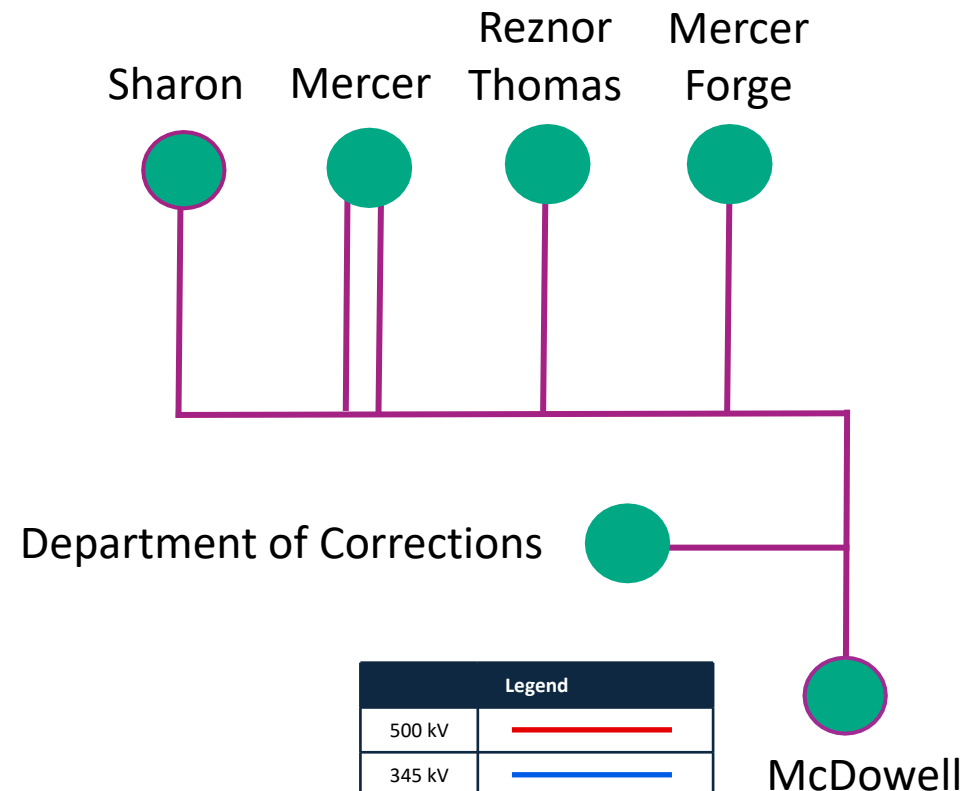 Reznor
Thomas
Mercer
Forge
Sharon
Mercer
Department of Corrections
Legend
500 kV
345 kV
McDowell